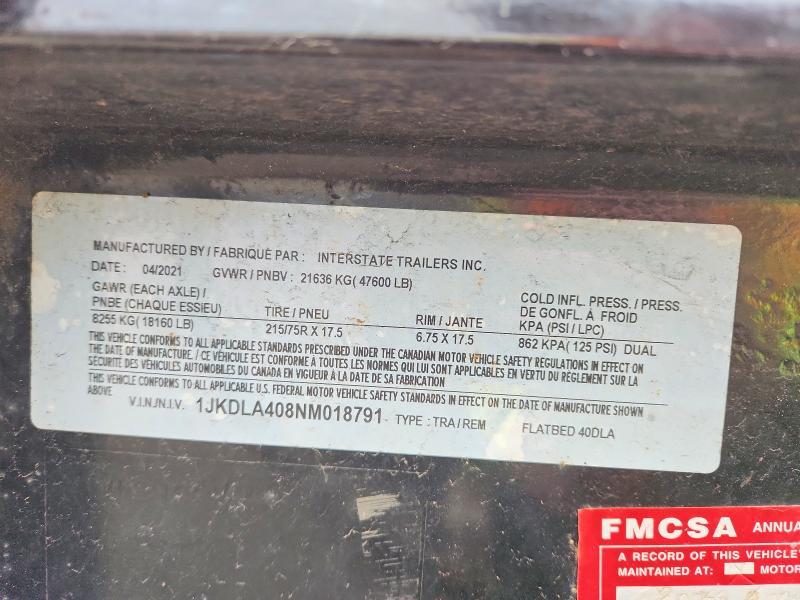 MANUFACTURED BY / FABRIQUE PAR : INTERSTATE TRAILERS INC.
DATE : 04/2021 GVWR / PNBV : 21636 KG( 47600 LB)
GAWR (EACH AXLE) /
PNBE (CHAQUE ESSIEU) TIRE / PNEU RIM / JANTE COLD INFL. PRESS. / PRESS.
DE GONFL. À FROID
KPA (PSI / LPC)
8255 KG( 18160 LB) 215/75R X 17.5 6.75 X 17.5 862 KPA( 125 PSI) DUAL
THIS VEHICLE CONFORMS TO ALL APPLICABLE STANDARDS PRESCRIBED UNDER THE CANADIAN MOTOR VEHICLE SAFETY REGULATIONS IN EFFECT ON
THE DATE OF MANUFACTURE. / CE VÉHICULE EST CONFORME À TOUTES LES NORMES QUI LUI SONT APPLICABLES EN VERTU DU RÈGLEMENT SUR LA
SÉCURITÉ DES VÉHICULES AUTOMOBILES DU CANADA EN VIGUEUR À LA DATE DE SA FABRICATION
THIS VEHICLE CONFORMS TO ALL APPLICABLE U.S. FEDERAL MOTOR VEHICLE SAFETY STANDARDS IN EFFECT ON THE DATE OF MANUFACTURE SHOWN
ABOVE
V.I.N./N.I.V. 1JKDLA408NM018791 TYPE : TRA / REM FLATBED 40DLA
FMCSA ANNUA
A RECORD OF THIS VEHICLE
MAINTAINED AT: MOTOR